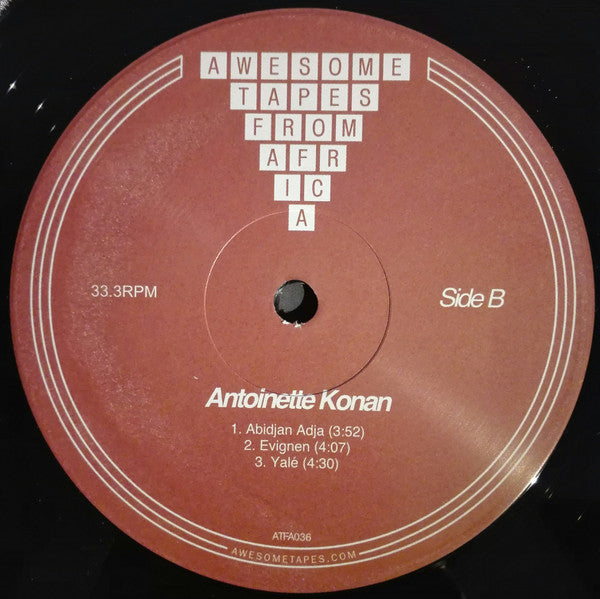 AWESOME
TAPES
FROM
AFR
IC
A
33.3RPM
Side B
Antoinette Konan
1. Abidjan Adja (3:52)
2. Evignen (4:07)
3. Yalé (4:30)
ATFA036
AWESOMETAPES.COM